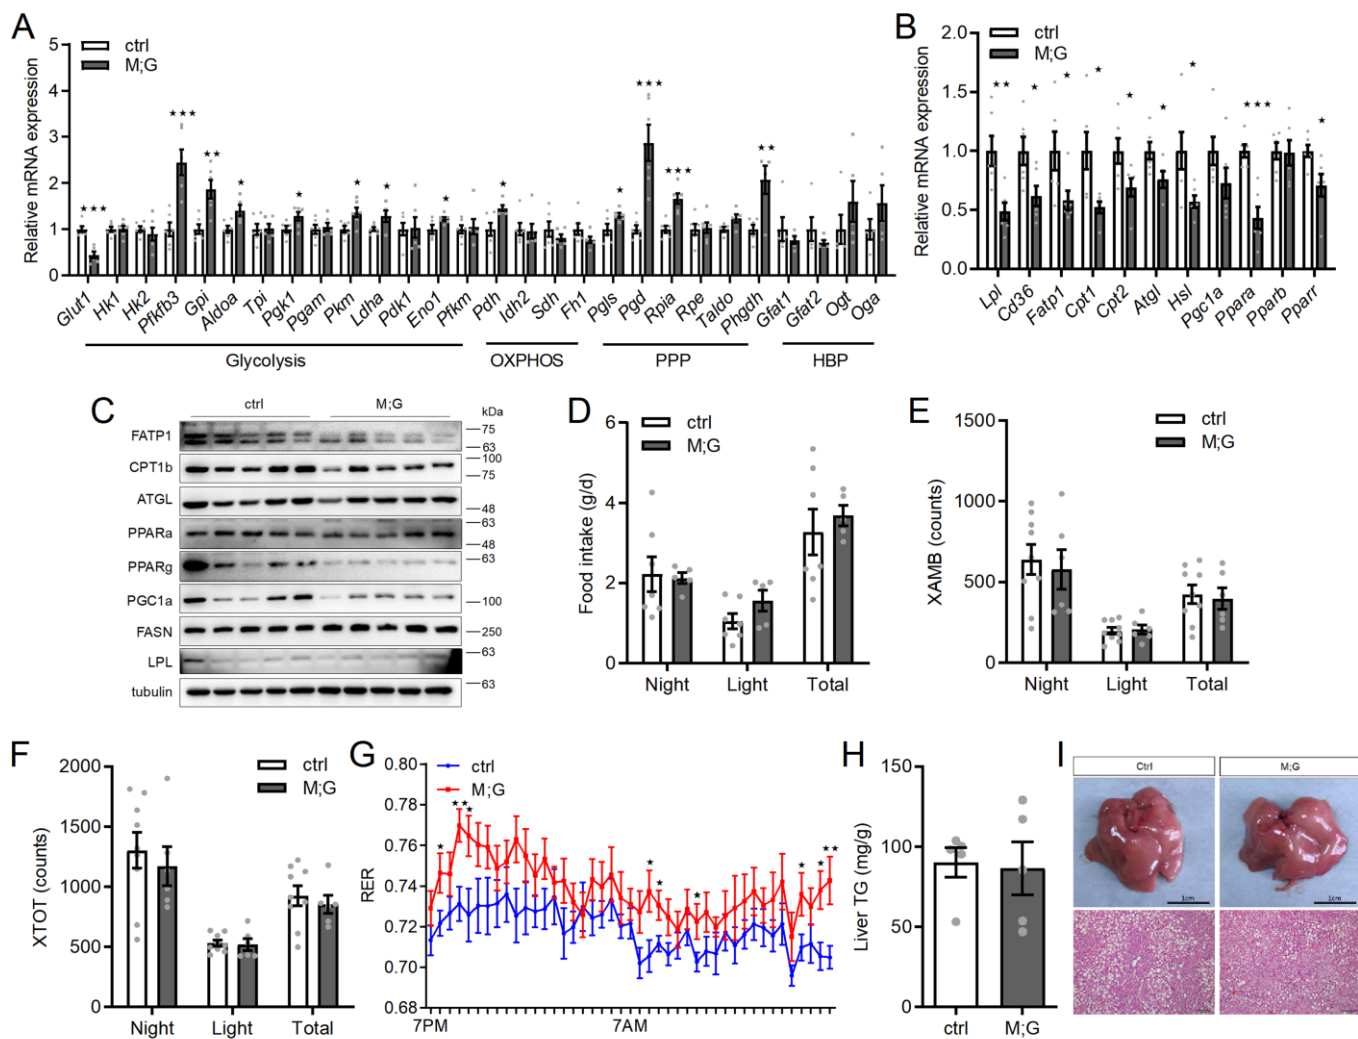 A
ctrl
M;G
Relative mRNA expression
5
4
3
2
1
0
Glut1 Hk1 Hk2 Pfkfb3 Gpi Aldoa Tpi Pgk1 Pgam Pkm Ldha Pdk1 Eno1 Pfkm Pdh Idh2 Sdh Fh1 Pgls Pgd Rpia Rpe Taldo Phgdh Gfat1 Gfat2 Ogt Oga
Glycolysis OXPHOS PPP HBP
B
ctrl
M;G
Relative mRNA expression
2.0
1.5
1.0
0.5
0.0
Lpl Cd36 Fatp1 Cpt1 Cpt2 Atgl Hsl Pgc1a Ppara Pparb Pparr
C
ctrl M;G kDa
FATP1 75
63
CPT1b 100
75
ATGL
48
PPARa 63
48
PPARg 63
PGC1a 100
FASN 250
LPL 63
tubulin 63
D
ctrl
M;G
Food intake (g/d)
6
4
2
0
Night Light Total
E
ctrl
M;G
XAMB (counts)
1500
1000
500
0
Night Light Total
F
ctrl
M;G
XTOT (counts)
2000
1500
1000
500
0
Night Light Total
G
ctrl
M;G
RER
0.80
0.78
0.76
0.74
0.72
0.70
0.68
7PM 7AM
H
Liver TG (mg/g)
150
100
50
0
ctrl M;G
I
Ctrl M;G
1cm 1cm